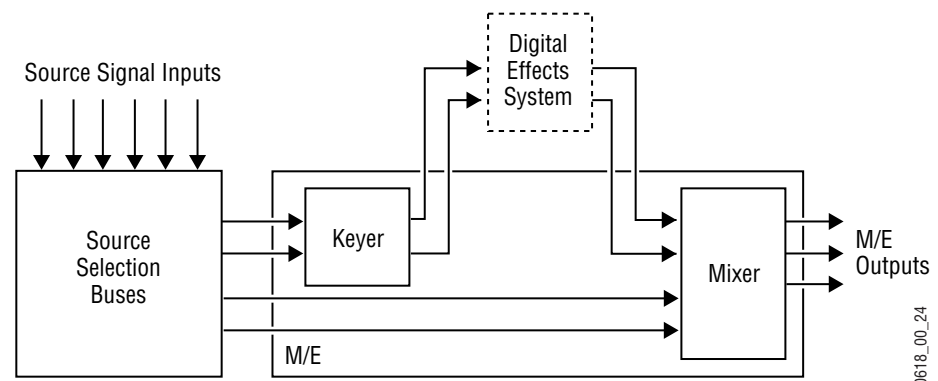 Source Signal Inputs
Digital
Effects
System
Source
Selection
Buses
Keyer
Mixer
M/E
Outputs
M/E
0618_00_24